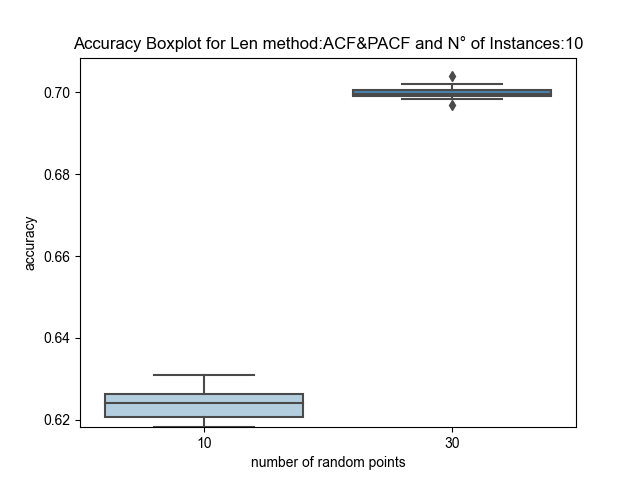 Accuracy Boxplot for Len method:ACF&PACF and N° of Instances:10
0.70
0.68
0.66
0.64
0.62
accuracy
10 30
number of random points